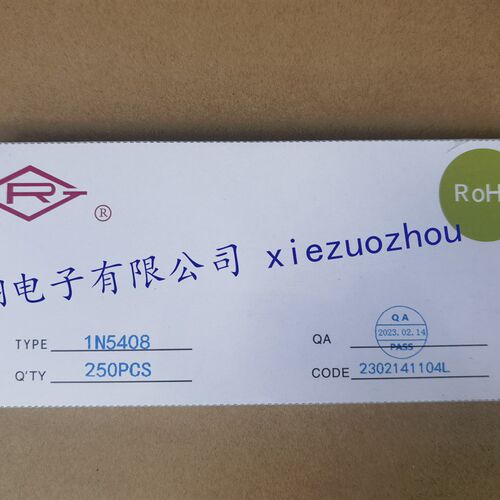 R
®
RoH
电子有限公司 xiezuozhou
TYPE 1N5408
Q'TY 250PCS
QA
QA
2023.02.14
PASS
CODE 2302141104L